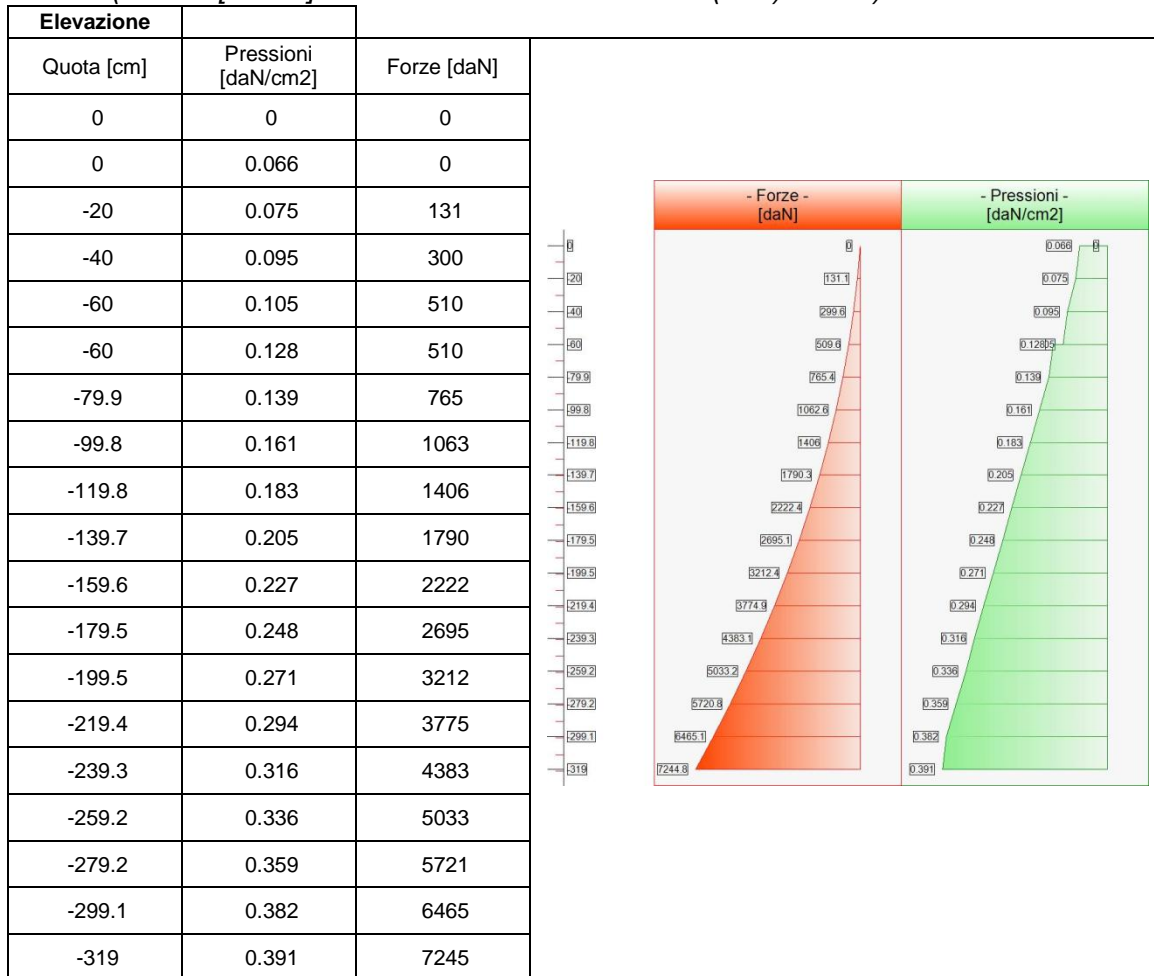 Elevazione
Quota [cm] Pressioni [daN/cm2] Forze [daN]
0 0 0
0 0.066 0
-20 0.075 131
-40 0.095 300
-60 0.105 510
-60 0.128 510
-79.9 0.139 765
-99.8 0.161 1063
-119.8 0.183 1406
-139.7 0.205 1790
-159.6 0.227 2222
-179.5 0.248 2695
-199.5 0.271 3212
-219.4 0.294 3775
-239.3 0.316 4383
-259.2 0.336 5033
-279.2 0.359 5721
-299.1 0.382 6465
-319 0.391 7245
- Forze - - Pressioni -
[daN] [daN/cm2]
0 0 0.066 0
-20 131.1 0.075
-40 299.6 0.095
-60 509.6 0.128
-79.9 765.4 0.139
-99.8 1062.6 0.161
-119.8 1406 0.183
-139.7 1790.3 0.205
-159.6 2222.4 0.227
-179.5 2695.1 0.248
-199.5 3212.4 0.271
-219.4 3774.9 0.294
-239.3 4383.1 0.316
-259.2 5033.2 0.336
-279.2 5720.8 0.359
-299.1 6465.1 0.382
-319 7244.8 0.391